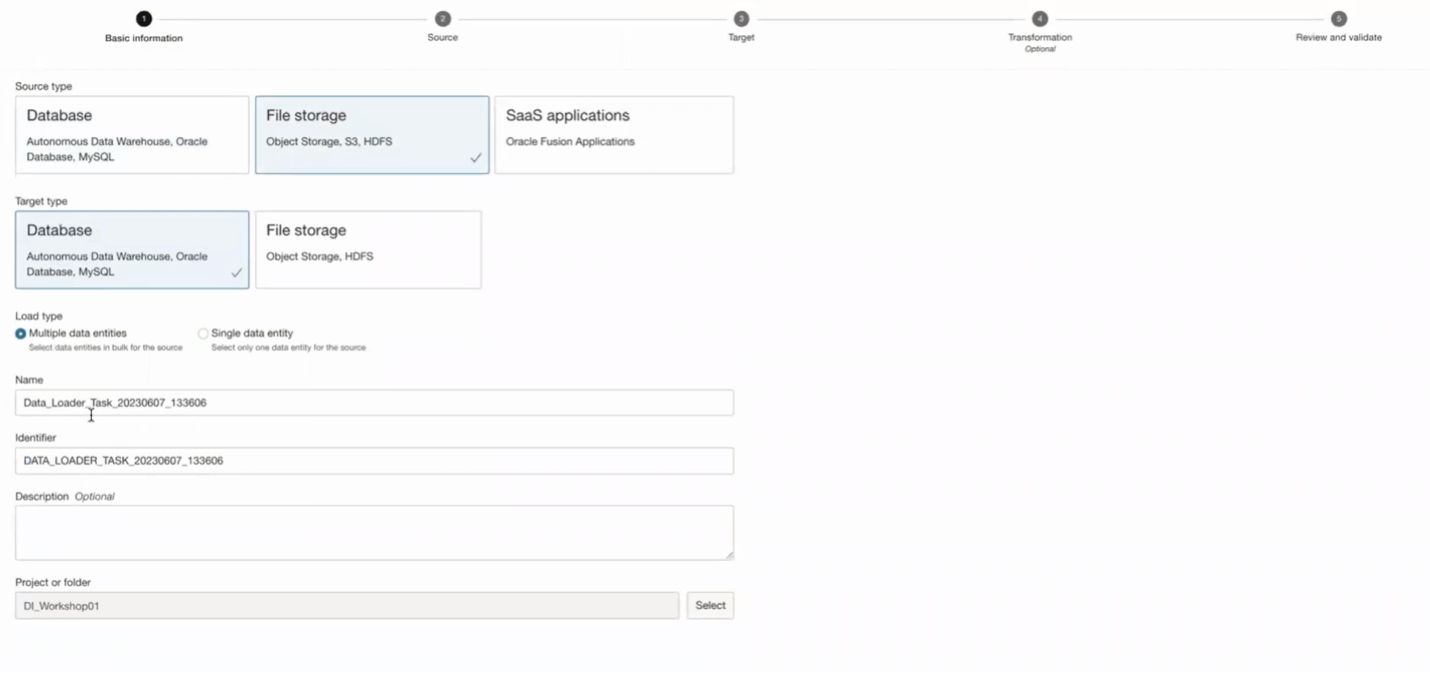 1 2 3 4 5
Basic information Source Target Transformation Review and validate
Optional
Source type
Database
Autonomous Data Warehouse, Oracle
Database, MySQL
File storage
Object Storage, S3, HDFS
SaaS applications
Oracle Fusion Applications
Target type
Database
Autonomous Data Warehouse, Oracle
Database, MySQL
File storage
Object Storage, HDFS
Load type
Multiple data entities
Select data entities in bulk for the source
Single data entity
Select only one data entity for the source
Name
Data_Loader_Task_20230607_133606
Identifier
DATA_LOADER_TASK_20230607_133606
Description Optional
Project or folder
DI_Workshop01
Select